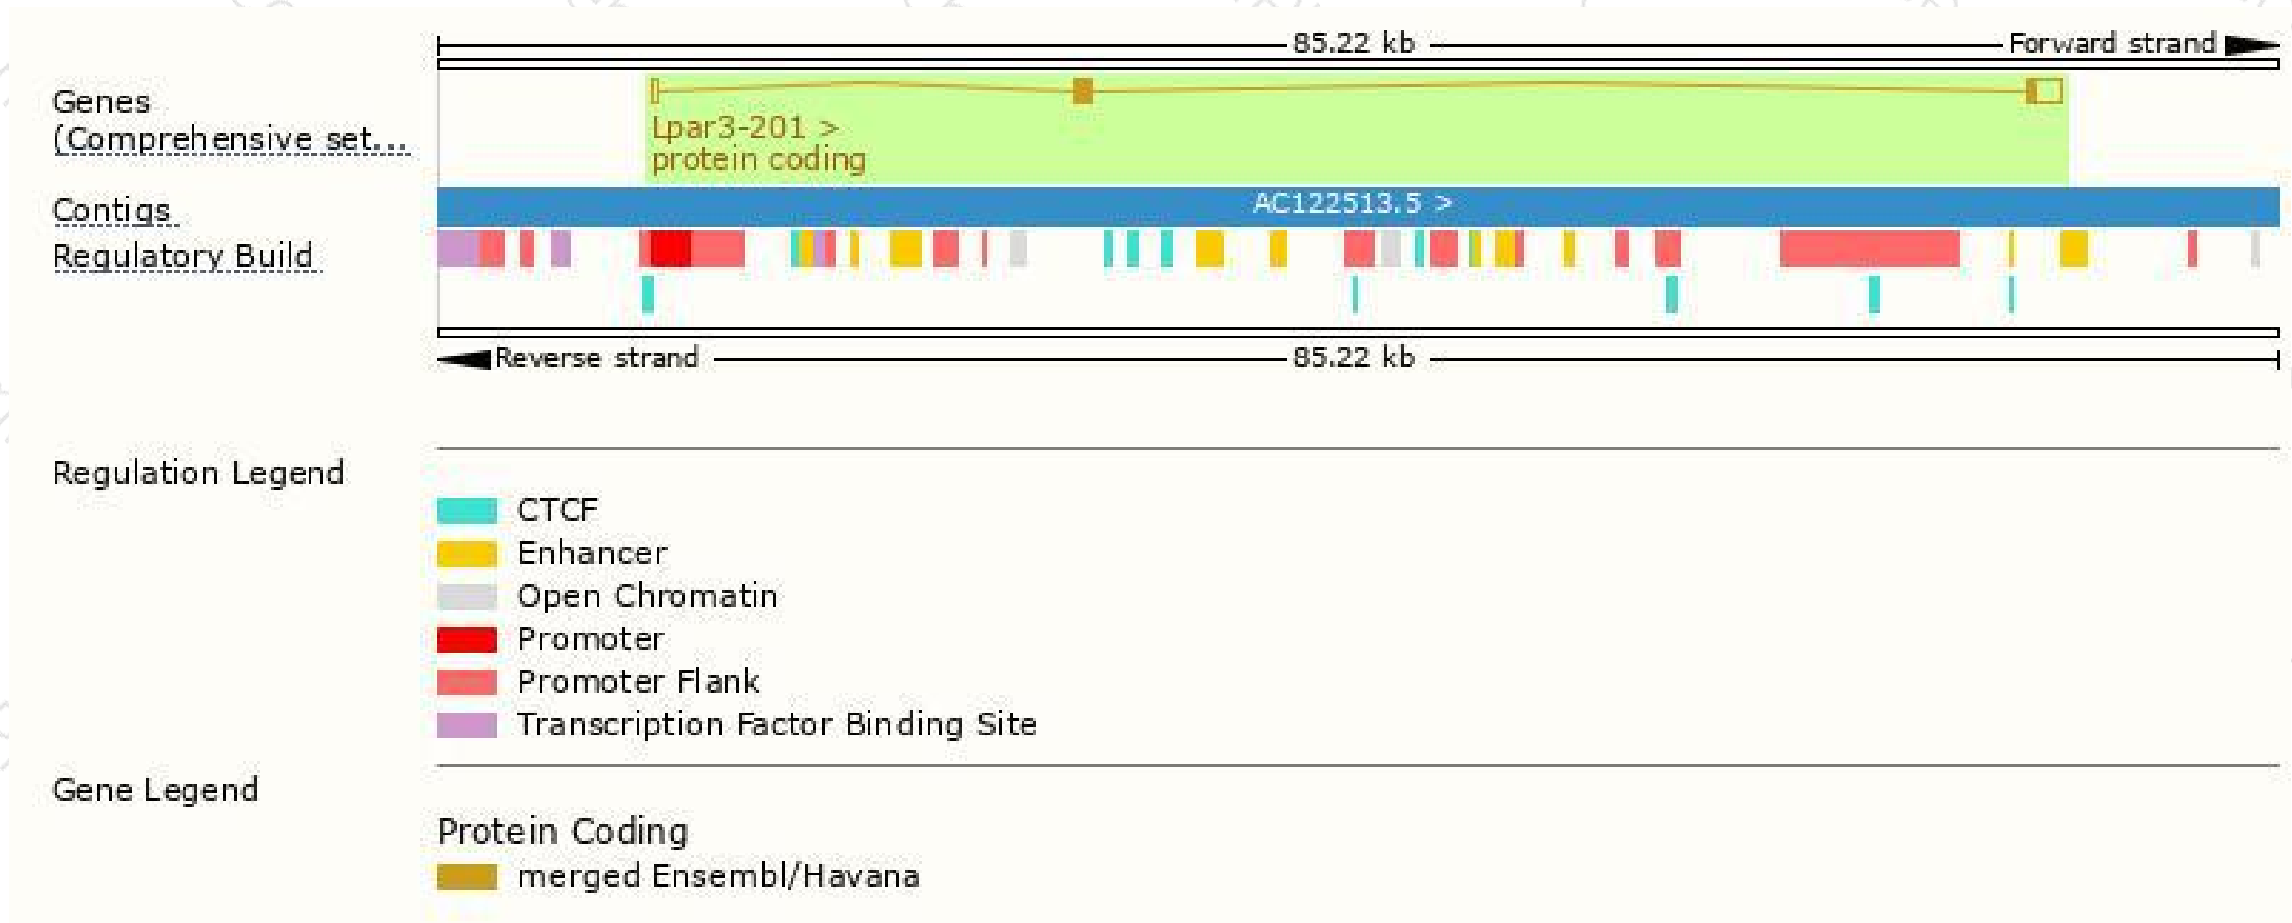 85.22 kb
Forward strand
Genes
(Comprehensive set...
Lpar3-201 >
protein coding
Contigs
AC122513.5 >
Regulatory Build
Reverse strand
85.22 kb
Regulation Legend
CTCF
Enhancer
Open Chromatin
Promoter
Promoter Flank
Transcription Factor Binding Site
Gene Legend
Protein Coding
merged Ensembl/Havana